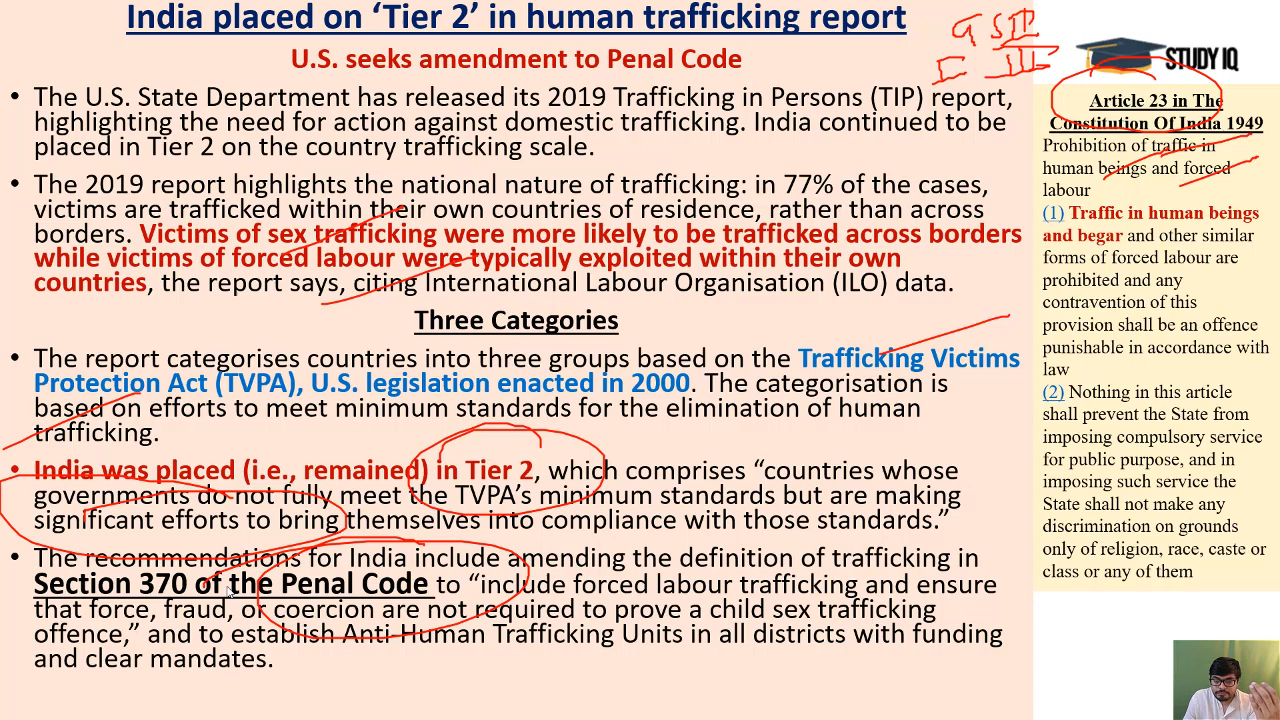 India placed on ‘Tier 2’ in human trafficking report
U.S. seeks amendment to Penal Code
• The U.S. State Department has released its 2019 Trafficking in Persons (TIP) report,
highlighting the need for action against domestic trafficking. India continued to be
placed in Tier 2 on the country trafficking scale.
• The 2019 report highlights the national nature of trafficking: in 77% of the cases,
victims are trafficked within their own countries of residence, rather than across
borders. Victims of sex trafficking were more likely to be trafficked across borders
while victims of forced labour were typically exploited within their own
countries, the report says, citing International Labour Organisation (ILO) data.
Three Categories
• The report categorises countries into three groups based on the Trafficking Victims
Protection Act (TVPA), U.S. legislation enacted in 2000. The categorisation is
based on efforts to meet minimum standards for the elimination of human
trafficking.
• India was placed (i.e., remained) in Tier 2, which comprises “countries whose
governments do not fully meet the TVPA’s minimum standards but are making
significant efforts to bring themselves into compliance with those standards.”
• The recommendations for India include amending the definition of trafficking in
Section 370 of the Penal Code to “include forced labour trafficking and ensure
that force, fraud, or coercion are not required to prove a child sex trafficking
offence,” and to establish Anti-Human Trafficking Units in all districts with funding
and clear mandates.
STUDY IQ
Article 23 in The
Constitution Of India 1949
Prohibition of traffic in
human beings and forced
labour
(1) Traffic in human beings
and begar and other similar
forms of forced labour are
prohibited and any
contravention of this
provision shall be an offence
punishable in accordance with
law
(2) Nothing in this article
shall prevent the State from
imposing compulsory service
for public purpose, and in
imposing such service the
State shall not make any
discrimination on grounds
only of religion, race, caste or
class or any of them